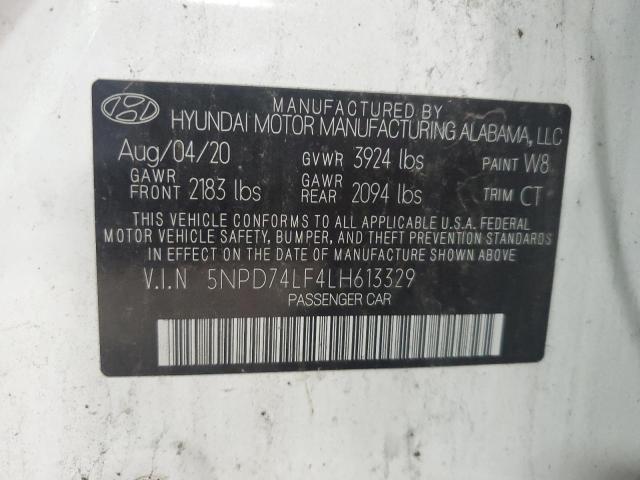 MANUFACTURED BY
HYUNDAI MOTOR MANUFACTURING ALABAMA, LLC
Aug/04/20 GVWR 3924 lbs PAINT W8
GAWR FRONT 2183 lbs GAWR REAR 2094 lbs TRIM CT
THIS VEHICLE CONFORMS TO ALL APPLICABLE U.S.A. FEDERAL
MOTOR VEHICLE SAFETY, BUMPER, AND THEFT PREVENTION STANDARDS
IN EFFECT ON THE DATE OF MANUFACTURE SHOWN ABOVE
V.I.N 5NPD74LF4LH613329
PASSENGER CAR